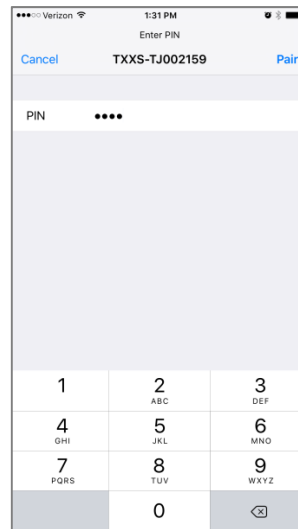 Verizon 1:31 PM
Enter PIN
Cancel TXXS-TJ002159 Pair
PIN ••••
1 2 3
ABC DEF
4 5 6
GHI JKL MNO
7 8 9
PQRS TUV WXYZ
0